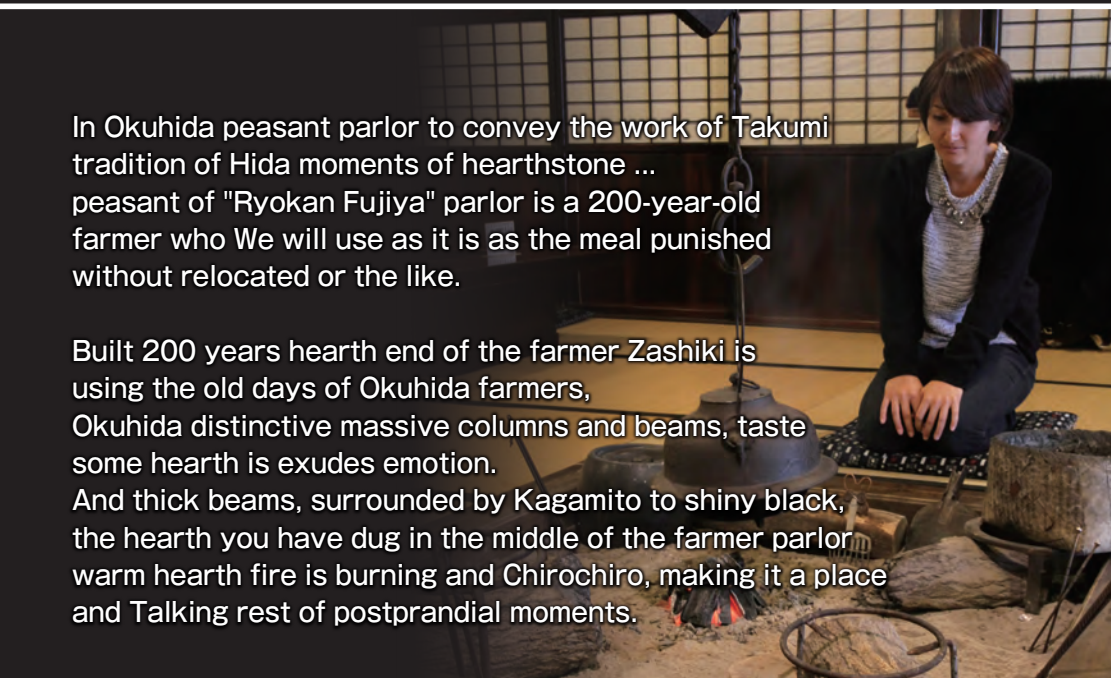 In Okuhida peasant parlor to convey the work of Takumi
tradition of Hida moments of hearthstone ...
peasant of "Ryokan Fujiya" parlor is a 200-year-old
farmer who We will use as it is as the meal punished
without relocated or the like.
Built 200 years hearth end of the farmer Zashiki is
using the old days of Okuhida farmers,
Okuhida distinctive massive columns and beams, taste
some hearth is exudes emotion.
And thick beams, surrounded by Kagamito to shiny black,
the hearth you have dug in the middle of the farmer parlor
warm hearth fire is burning and Chirochiro, making it a place
and Talking rest of postprandial moments.